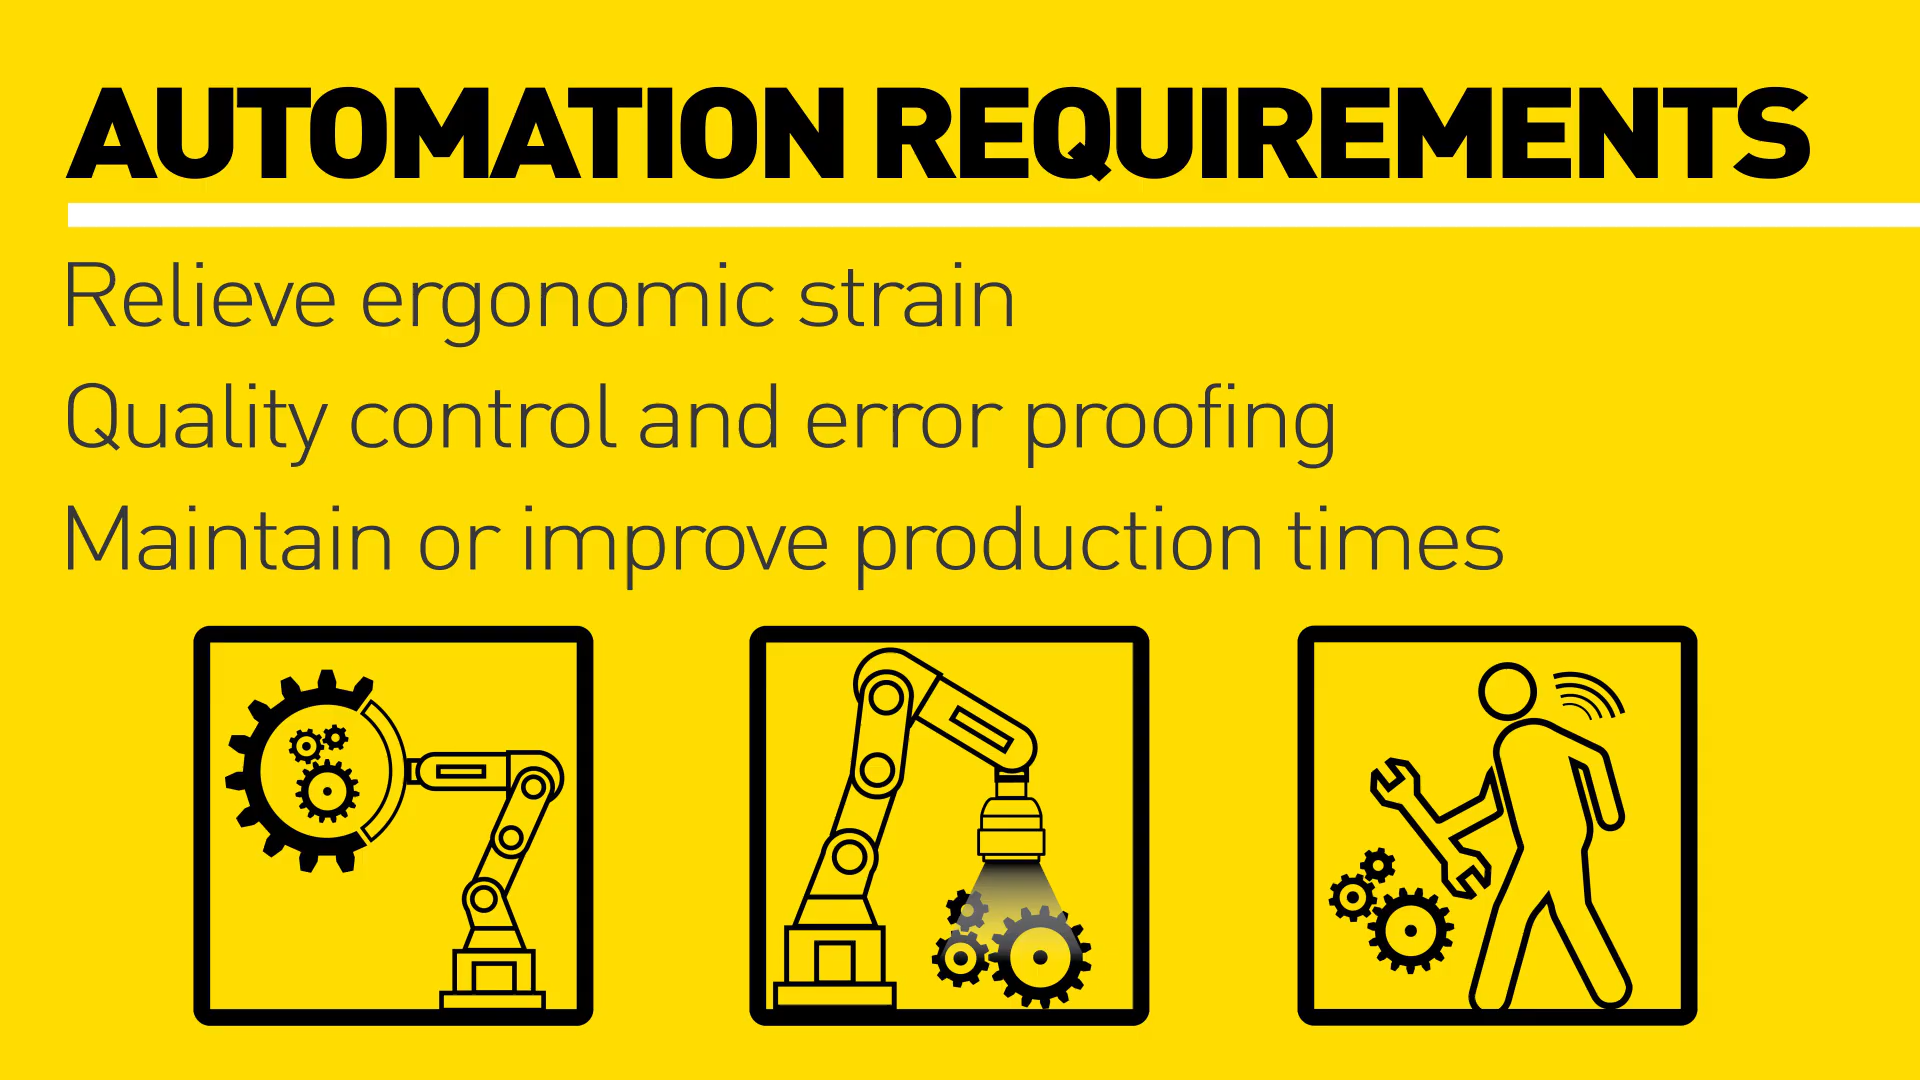 AUTOMATION REQUIREMENTS
Relieve ergonomic strain
Quality control and error proofing
Maintain or improve production times